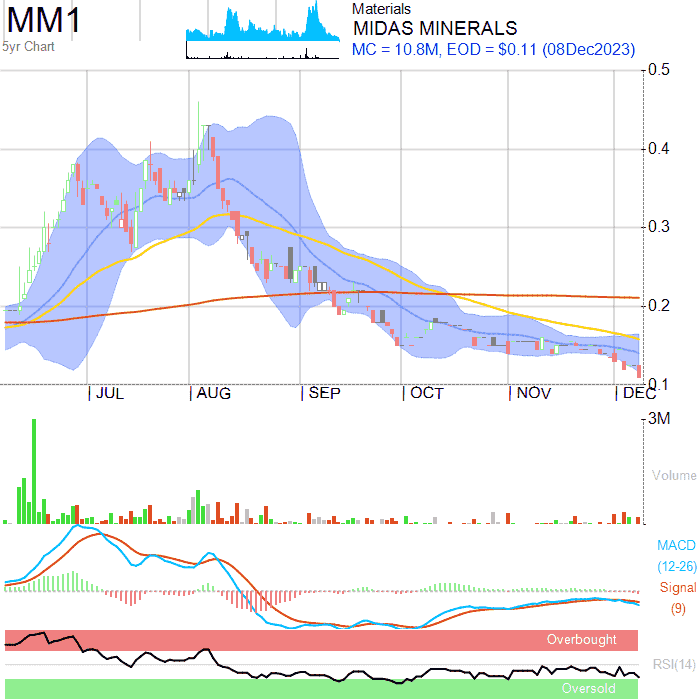 MM1
5yr Chart
Materials
MIDAS MINERALS
MC = 10.8M, EOD = $0.11 (08Dec2023)
0.5
0.4
0.3
0.2
0.1
JUL AUG SEP OCT NOV DEC
3M
Volume
MACD
(12-26)
Signal
(9)
Overbought
RSI(14)
Oversold